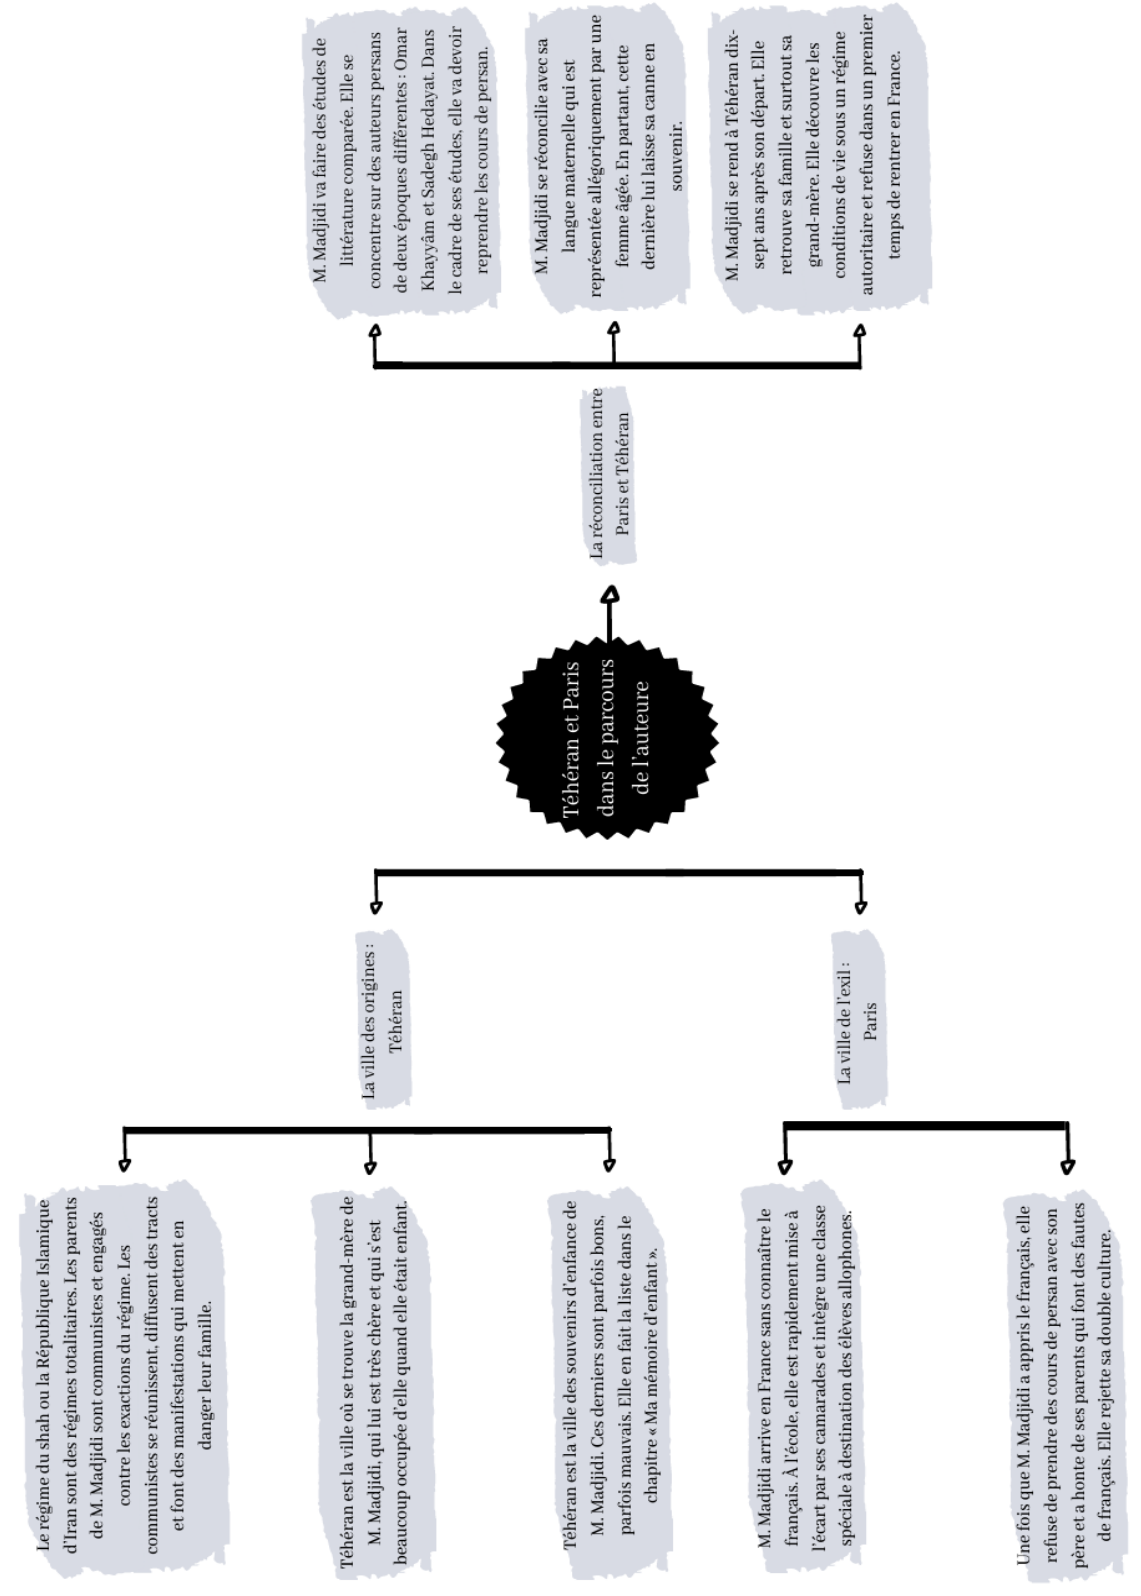 Le régime du shah ou la République Islamique
d'Iran sont des régimes totalitaires. Les parents
de M. Madjidi sont communistes et engagés
contre les exactions du régime. Les
communistes se réunissent, diffusent des tracts
et font des manifestations qui mettent en
danger leur famille.
Téhéran est la ville où se trouve la grand-mère de
M. Madjidi, qui lui est très chère et qui s'est
beaucoup occupée d'elle quand elle était enfant.
Téhéran est la ville des souvenirs d'enfance de
M. Madjidi. Ces derniers sont parfois bons,
parfois mauvais. Elle en fait la liste dans le
chapitre « Ma mémoire d'enfant ».
M. Madjidi arrive en France sans connaître le
français. À l'école, elle est rapidement mise à
l'écart par ses camarades et intègre une classe
spéciale à destination des élèves allophones.
Une fois que M. Madjidi a appris le français, elle
refuse de prendre des cours de persan avec son
père et a honte de ses parents qui font des fautes
de français. Elle rejette sa double culture.
La ville des origines :
Téhéran
La ville de l'exil :
Paris
Téhéran et Paris
dans le parcours
de l'auteure
La réconciliation entre
Paris et Téhéran
M. Madjidi va faire des études de
littérature comparée. Elle se
concentre sur des auteurs persans
de deux époques différentes : Omar
Khayyâm et Sadegh Hedayat. Dans
le cadre de ses études, elle va devoir
reprendre les cours de persan.
M. Madjidi se réconcilie avec sa
langue maternelle qui est
représentée allégoriquement par une
femme âgée. En partant, cette
dernière lui laisse sa canne en
souvenir.
M. Madjidi se rend à Téhéran dix-
sept ans après son départ. Elle
retrouve sa famille et surtout sa
grand-mère. Elle découvre les
conditions de vie sous un régime
autoritaire et refuse dans un premier
temps de rentrer en France.